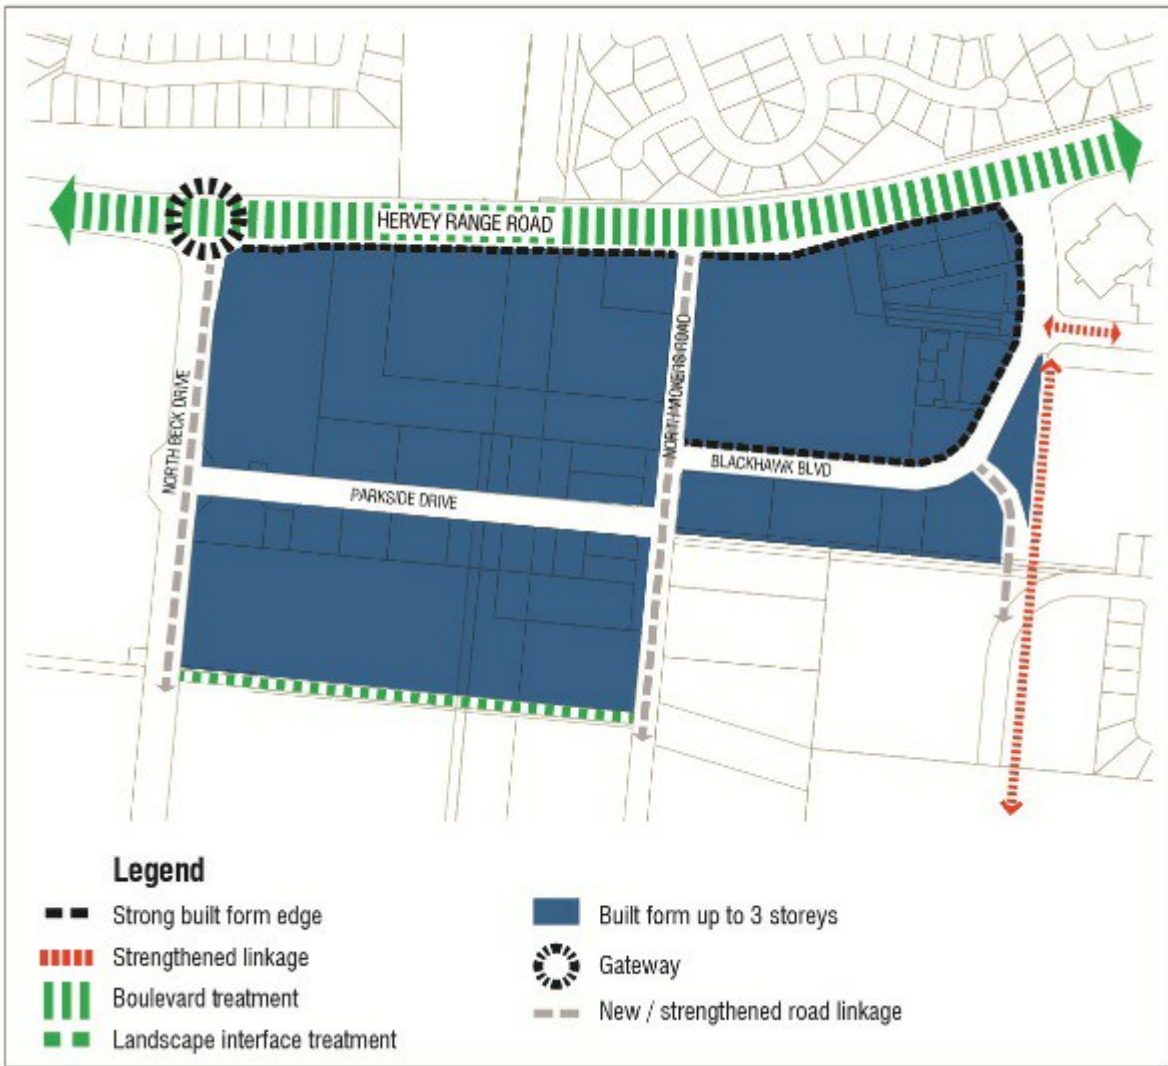 HERVEY RANGE ROAD
NORTH BECK DRIVE
NORTH VICKERS ROAD
BLACKHAWK BLVD
PARKSIDE DRIVE
Legend
Strong built form edge
Strengthened linkage
Boulevard treatment
Landscape interface treatment
Built form up to 3 storeys
Gateway
New / strengthened road linkage